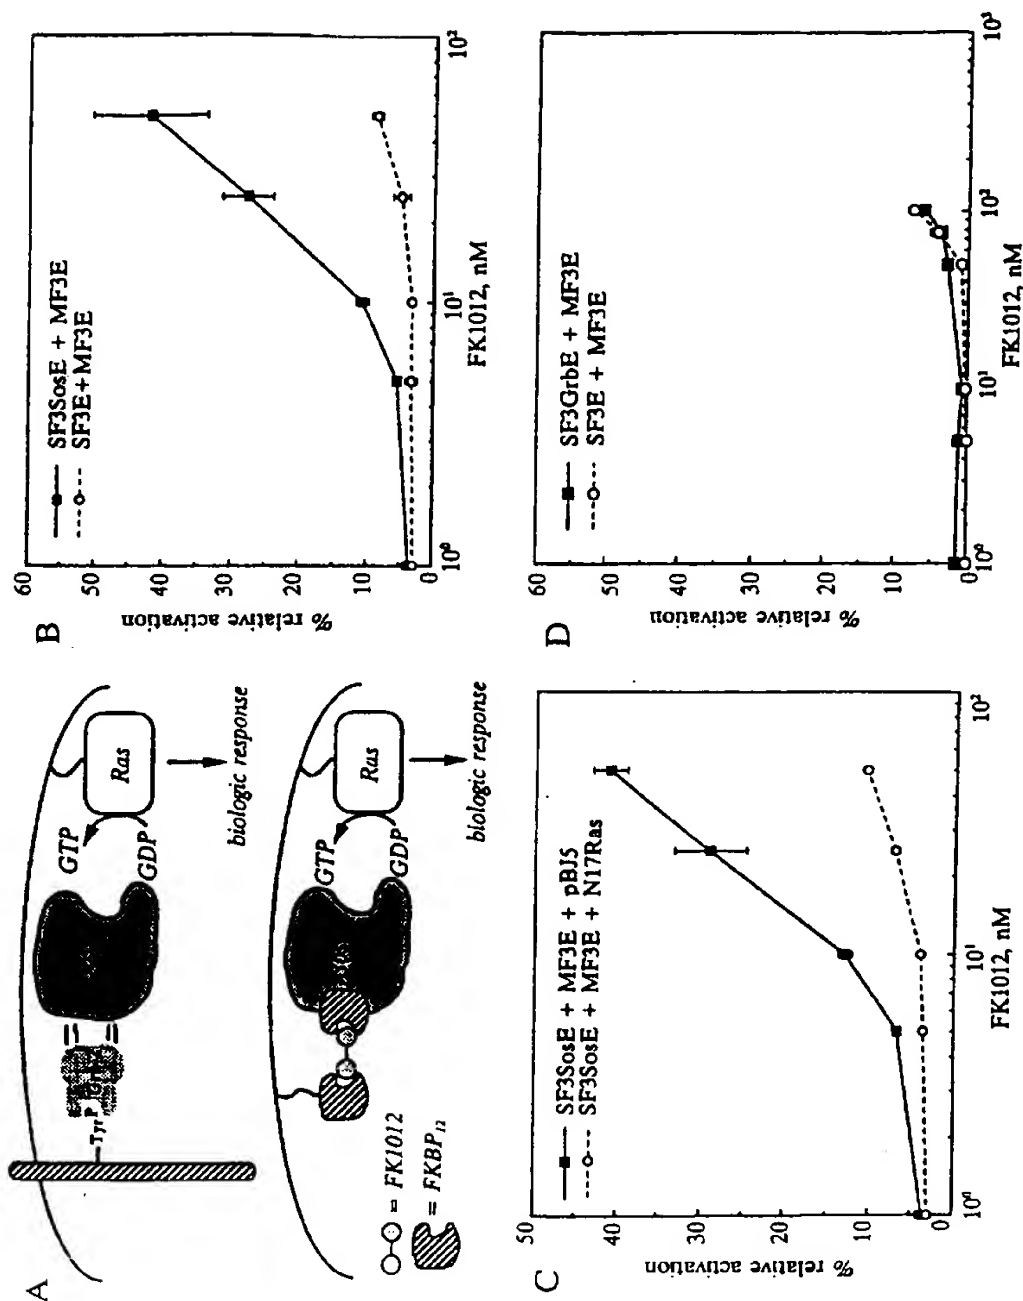 A
TyrP
GTP
GDP
Ras
biologic response
GTP
GDP
Ras
biologic response
= FK1012
= FKBP12
B
SF3SosE + MF3E
SF3E+MF3E
60
50
40
30
20
10
0
% relative activation
10⁰
10¹
10²
FK1012, nM
C
SF3SosE + MF3E + pBJ5
SF3SosE + MF3E + N17Ras
50
40
30
20
10
0
% relative activation
10⁰
10¹
10²
FK1012, nM
D
SF3GrbE + MF3E
SF3E + MF3E
60
50
40
30
20
10
0
% relative activation
10⁰
10¹
10²
10³
FK1012, nM